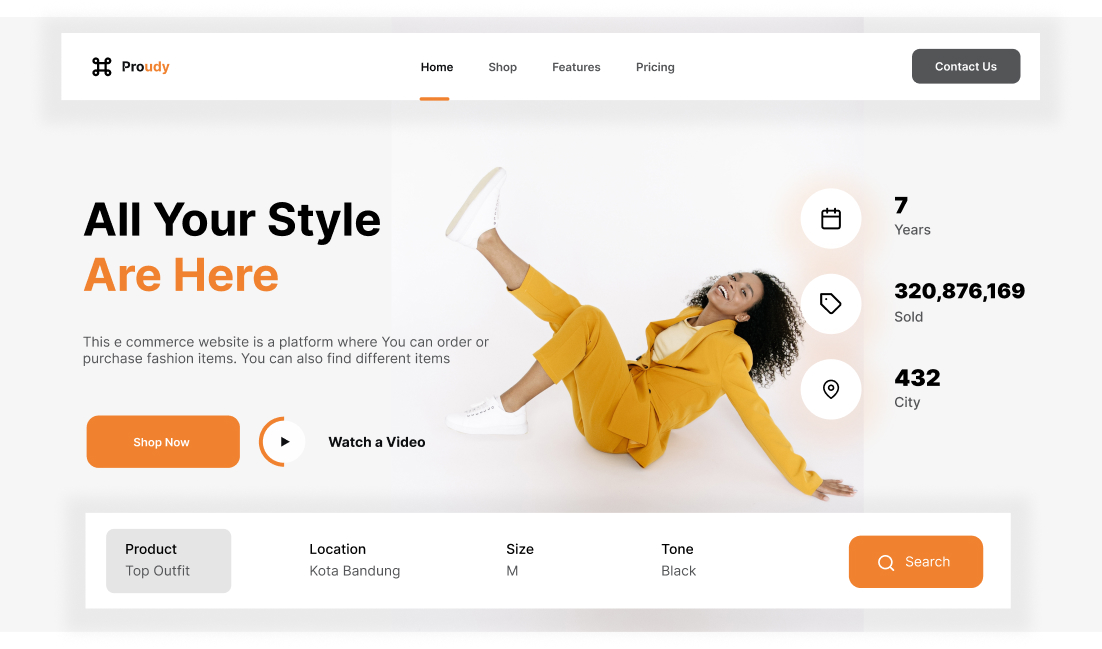 Proudy
Home
Shop
Features
Pricing
Contact Us
All Your Style
Are Here
This e commerce website is a platform where You can order or
purchase fashion items. You can also find different items
Shop Now
Watch a Video
7
Years
320,876,169
Sold
432
City
Product
Top Outfit
Location
Kota Bandung
Size
M
Tone
Black
Search